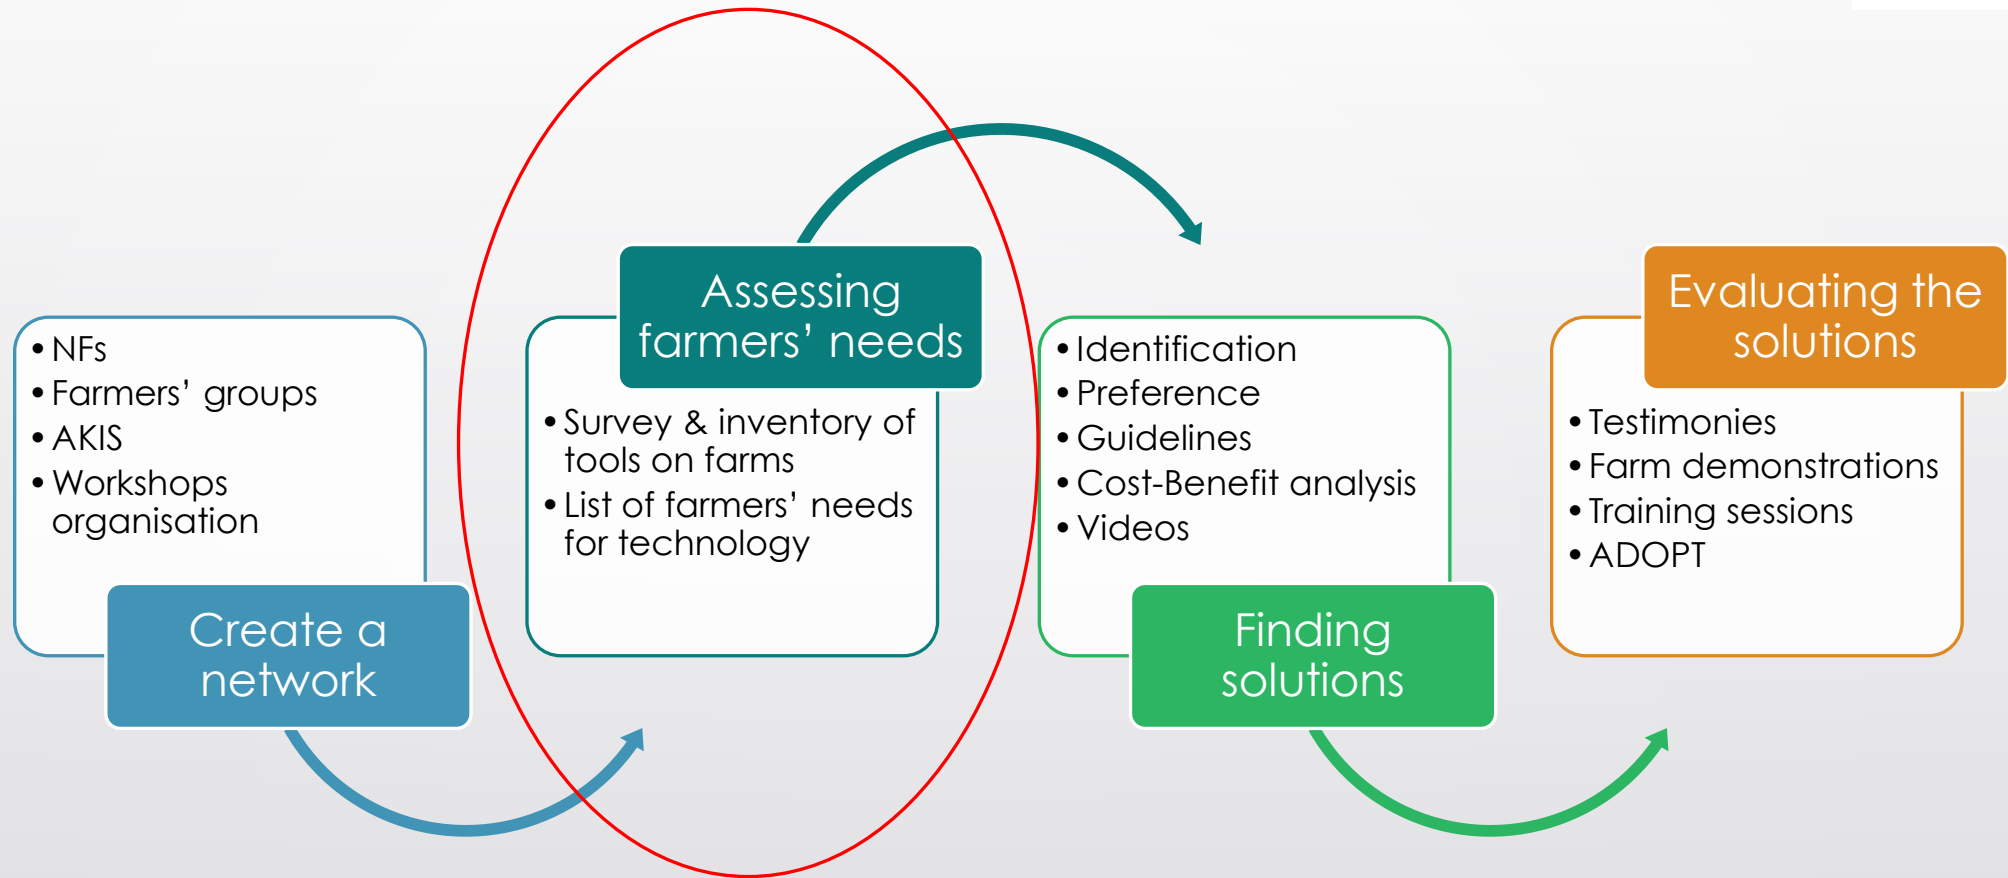 • NFs
• Farmers’ groups
• AKIS
• Workshops
organisation
Create a
network
Assessing
farmers’ needs
• Survey & inventory of
tools on farms
• List of farmers’ needs
for technology
• Identification
• Preference
• Guidelines
• Cost-Benefit analysis
• Videos
Finding
solutions
Evaluating the
solutions
• Testimonies
• Farm demonstrations
• Training sessions
• ADOPT